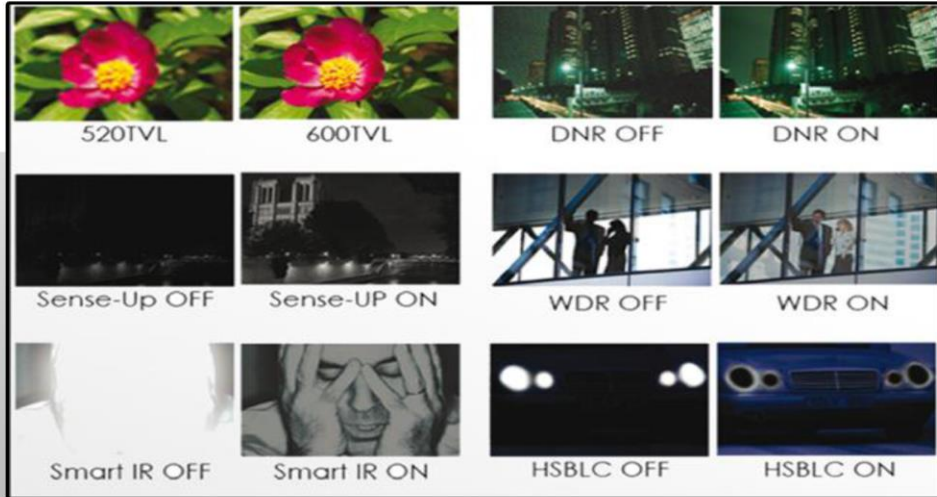 520TVL 600TVL DNR OFF DNR ON
Sense-Up OFF Sense-UP ON WDR OFF WDR ON
Smart IR OFF Smart IR ON HSBLC OFF HSBLC ON